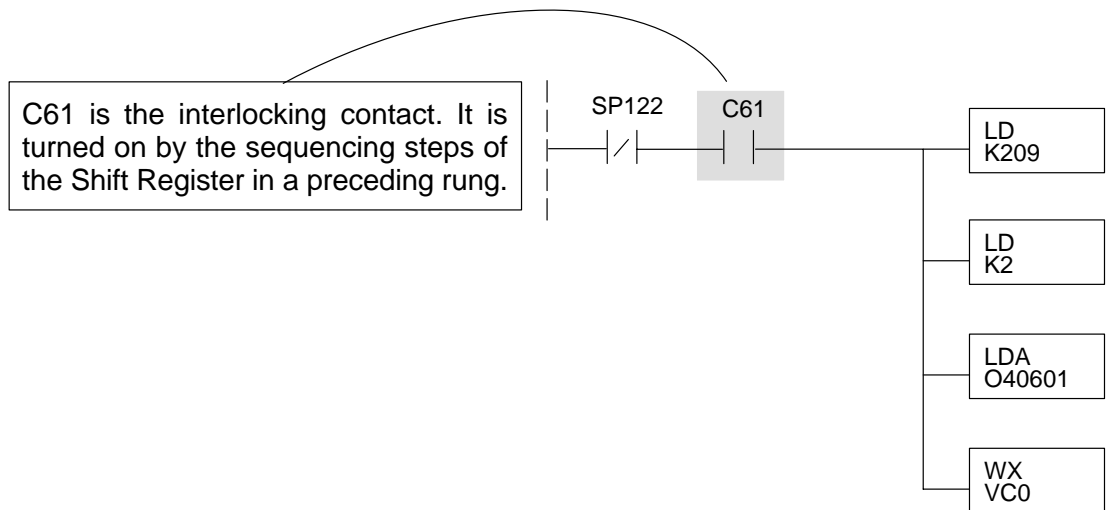 C61 is the interlocking contact. It is
turned on by the sequencing steps of
the Shift Register in a preceding rung.
SP122
C61
LD
K209
LD
K2
LDA
O40601
WX
VC0